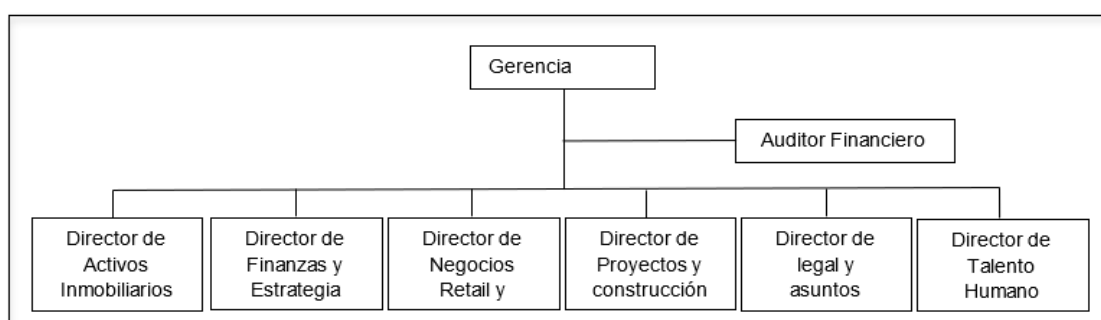 Gerencia
Auditor Financiero
Director de
Activos
Inmobiliarios
Director de
Finanzas y
Estrategia
Director de
Negocios
Retail y
Director de
Proyectos y
construcción
Director de
legal y
asuntos
Director de
Talento
Humano